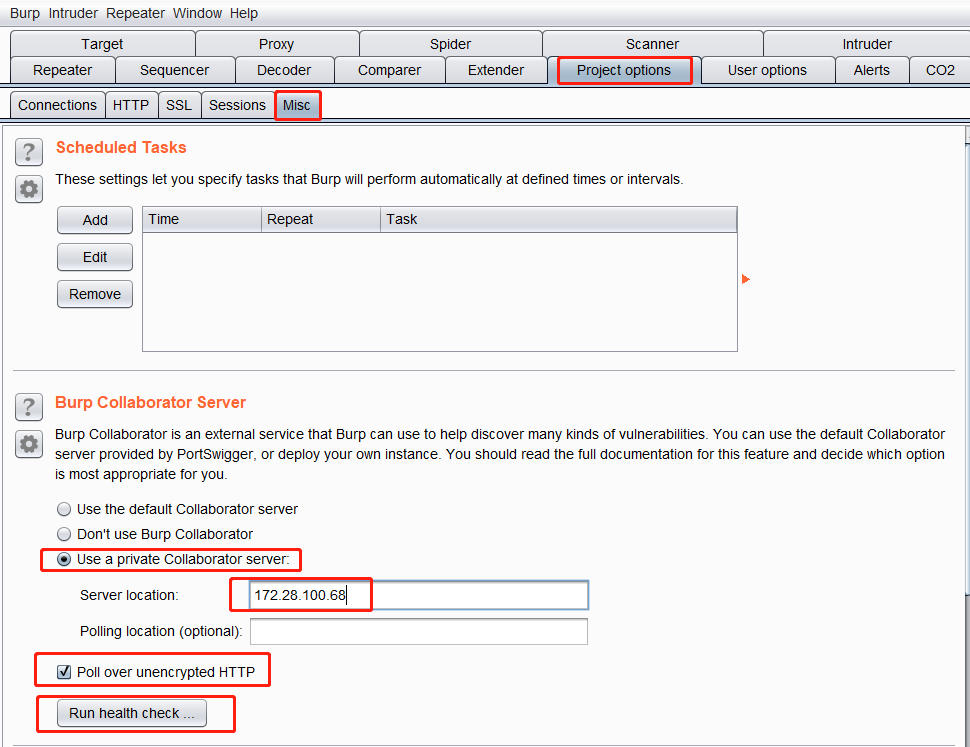 Burp Intruder Repeater Window Help
Target Proxy Spider Scanner Intruder
Repeater Sequencer Decoder Comparer Extender Project options User options Alerts CO2
Connections HTTP SSL Sessions Misc
? Scheduled Tasks
These settings let you specify tasks that Burp will perform automatically at defined times or intervals.
Add Time Repeat Task
Edit
Remove
? Burp Collaborator Server
Burp Collaborator is an external service that Burp can use to help discover many kinds of vulnerabilities. You can use the default Collaborator
server provided by PortSwigger, or deploy your own instance. You should read the full documentation for this feature and decide which option
is most appropriate for you.
Use the default Collaborator server
Don't use Burp Collaborator
Use a private Collaborator server:
Server location: 172.28.100.68
Polling location (optional):
Poll over unencrypted HTTP
Run health check ...